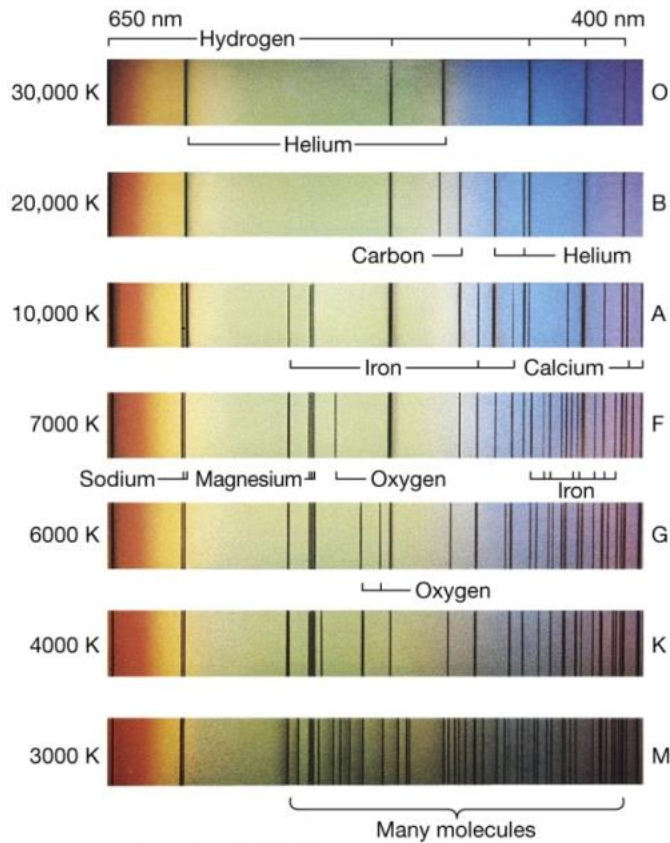 650 nm 400 nm
Hydrogen
30,000 K O
Helium
20,000 K B
Carbon Helium
10,000 K A
Iron Calcium
7000 K F
Sodium Magnesium Oxygen
Iron
6000 K G
Oxygen
4000 K K
3000 K M
Many molecules